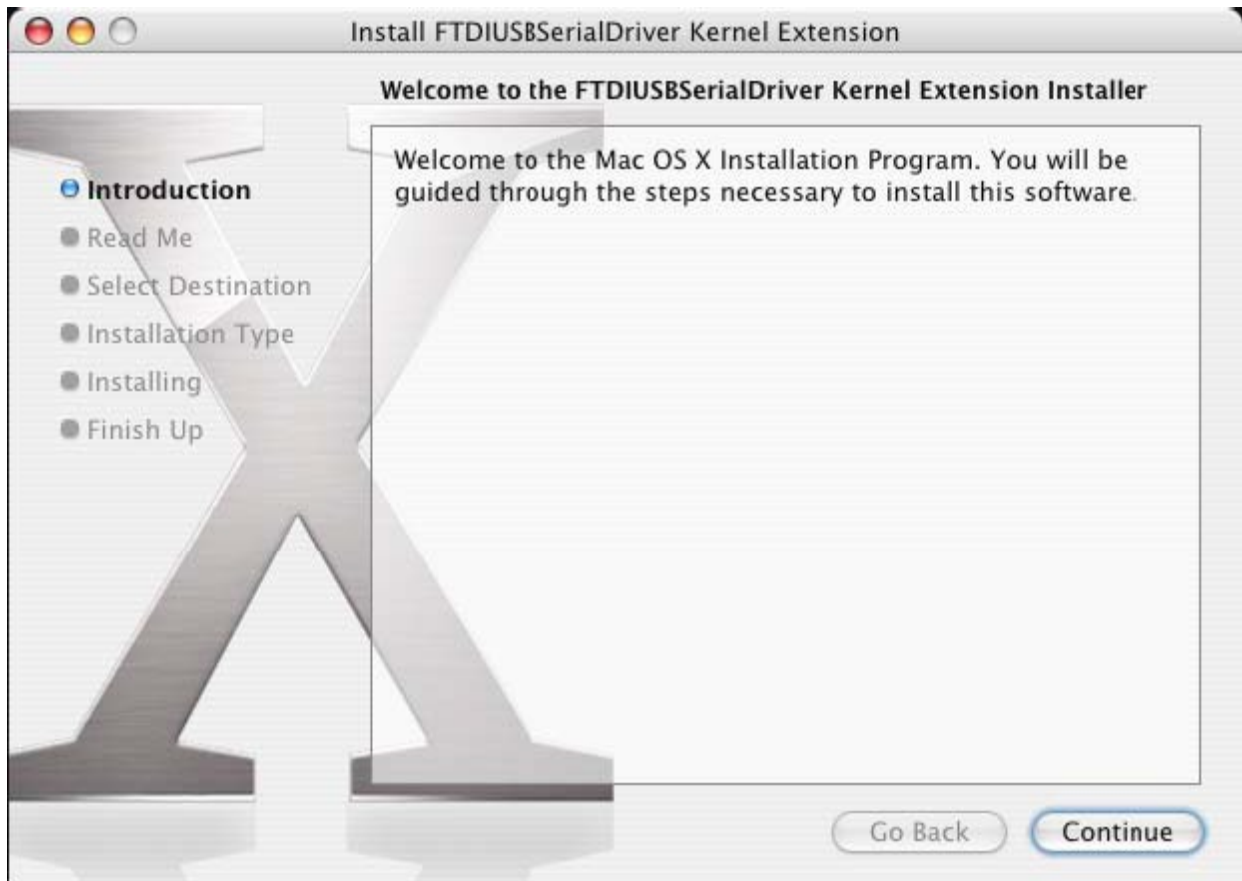 Install FTDIUSBSerialDriver Kernel Extension
Welcome to the FTDIUSBSerialDriver Kernel Extension Installer
Introduction
Read Me
Select Destination
Installation Type
Installing
Finish Up
Welcome to the Mac OS X Installation Program. You will be
guided through the steps necessary to install this software.
Go Back
Continue